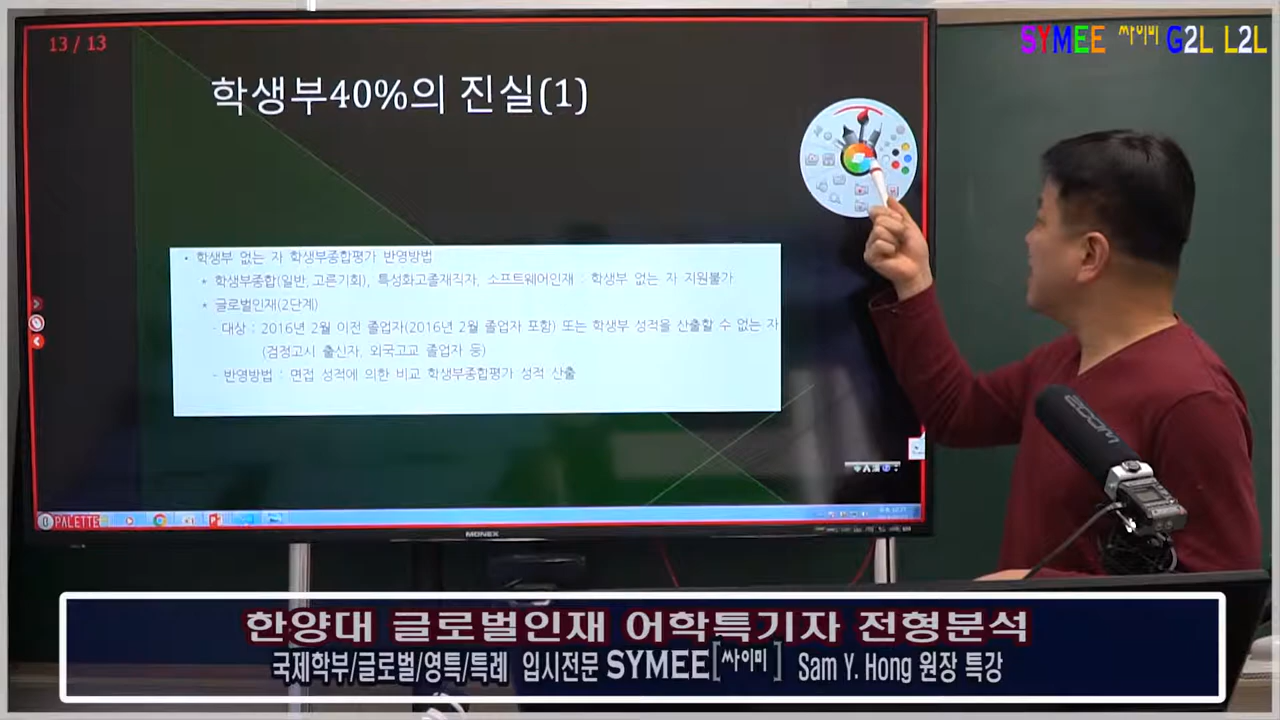 13 / 13
SYMEE 싸이미 G2L L2L
학생부40%의 진실(1)
• 학생부 없는 자 학생부종합평가 반영방법
* 학생부종합(일반, 고른기회), 특성화고졸재직자, 소프트웨어인재 : 학생부 없는 자 지원불가
* 글로벌인재(2단계)
- 대상 : 2016년 2월 이전 졸업자(2016년 2월 졸업자 포함) 또는 학생부 성적을 산출할 수 없는 자
(검정고시 출신자, 외국고교 졸업자 등)
- 반영방법 : 면접 성적에 의한 비교 학생부종합평가 성적 산출
ZOOM
PALETTE
MONEX
한양대 글로벌인재 어학특기자 전형분석
국제학부/글로벌/영특/특례 입시전문 SYMEE[싸이미] Sam Y. Hong 원장 특강